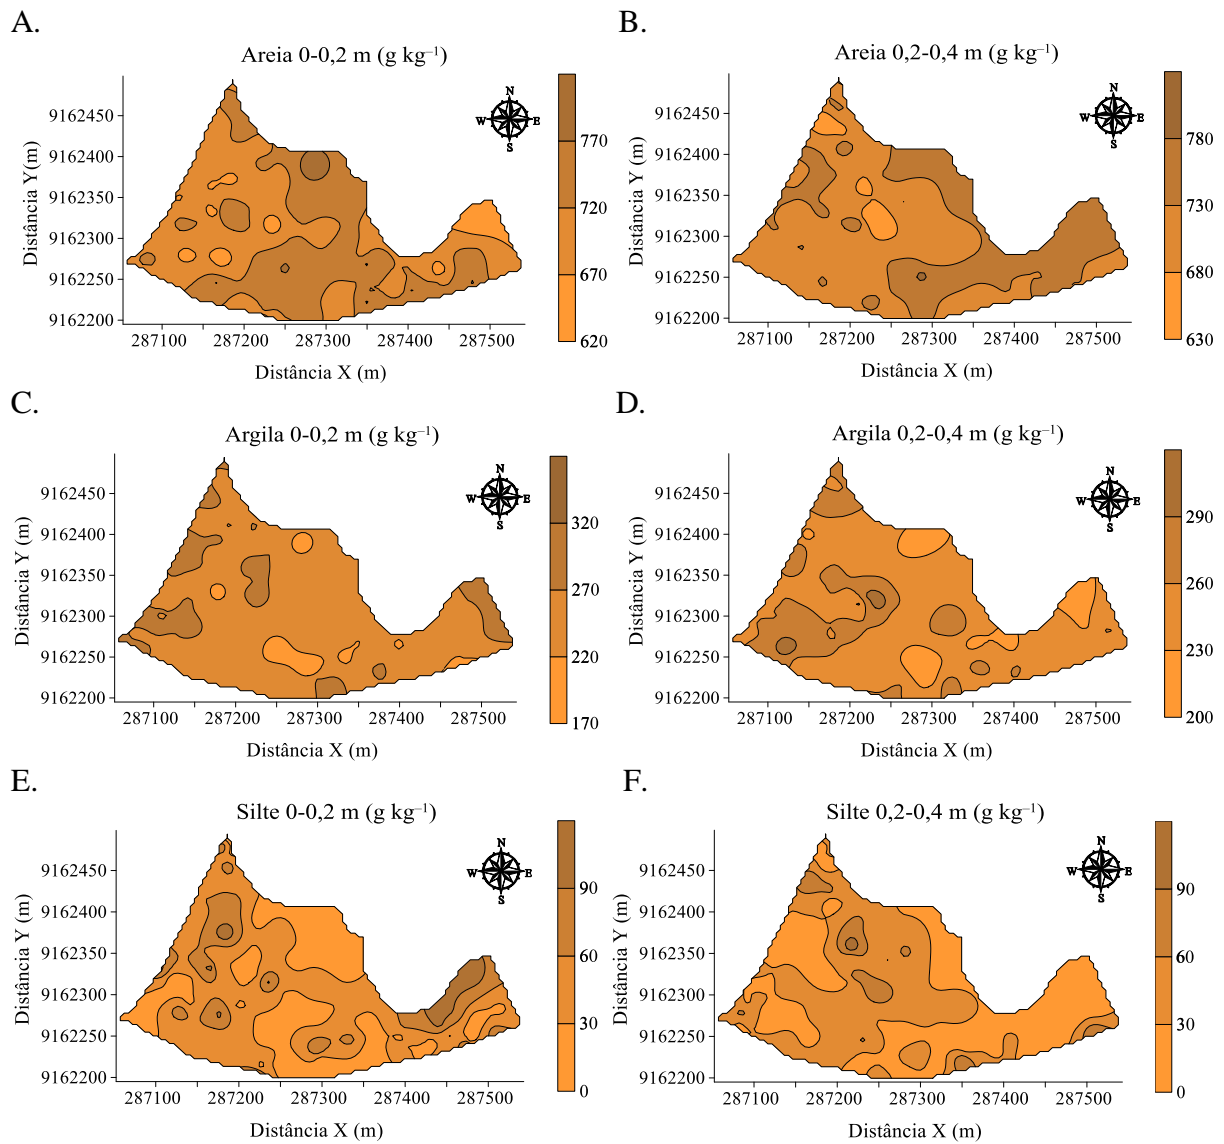 A.
Areia 0-0,2 m (g kg⁻¹)
Distância Y(m)
9162450
9162400
9162350
9162300
9162250
9162200
287100 287200 287300 287400 287500
Distância X (m)
N
W E
S
770
720
670
620
B.
Areia 0,2-0,4 m (g kg⁻¹)
Distância Y (m)
9162450
9162400
9162350
9162300
9162250
9162200
287100 287200 287300 287400 287500
Distância X (m)
N
W E
S
780
730
680
630
C.
Argila 0-0,2 m (g kg⁻¹)
Distância Y (m)
9162450
9162400
9162350
9162300
9162250
9162200
287100 287200 287300 287400 287500
Distância X (m)
N
W E
S
320
270
220
170
D.
Argila 0,2-0,4 m (g kg⁻¹)
Distância Y (m)
9162450
9162400
9162350
9162300
9162250
9162200
287100 287200 287300 287400 287500
Distância X (m)
N
W E
S
290
260
230
200
E.
Silte 0-0,2 m (g kg⁻¹)
Distância Y (m)
9162450
9162400
9162350
9162300
9162250
9162200
287100 287200 287300 287400 287500
Distância X (m)
N
W E
S
90
60
30
0
F.
Silte 0,2-0,4 m (g kg⁻¹)
Distância Y (m)
9162450
9162400
9162350
9162300
9162250
9162200
287100 287200 287300 287400 287500
Distância X (m)
N
W E
S
90
60
30
0